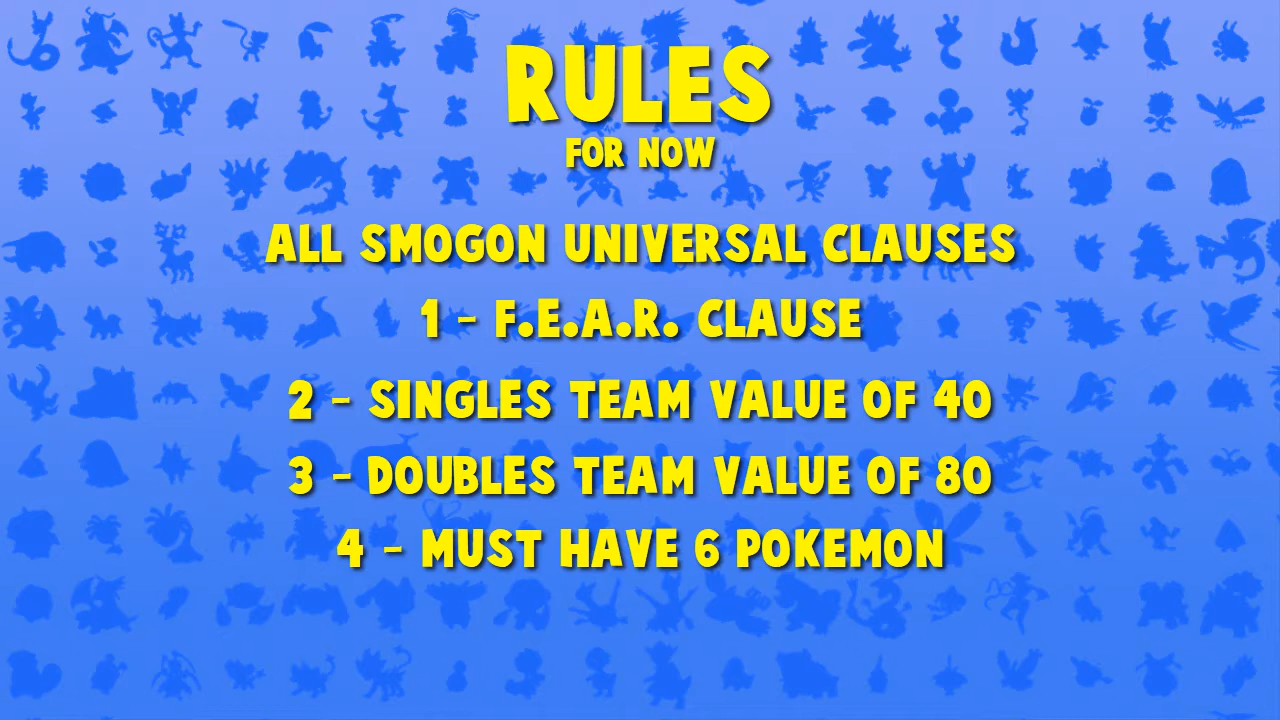 RULES
FOR NOW
ALL SMOGON UNIVERSAL CLAUSES
1 - F.E.A.R. CLAUSE
2 - SINGLES TEAM VALUE OF 40
3 - DOUBLES TEAM VALUE OF 80
4 - MUST HAVE 6 POKEMON